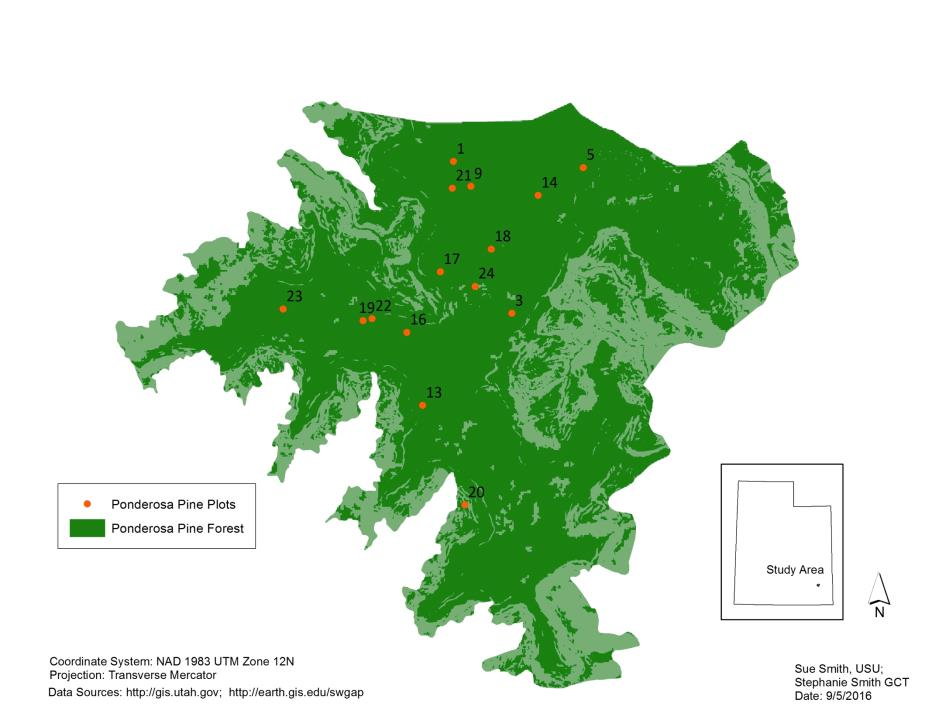 1
5
21 9
14
18
17
24
23
3
19 22
16
13
20
Ponderosa Pine Plots
Ponderosa Pine Forest
Study Area
N
Coordinate System: NAD 1983 UTM Zone 12N
Projection: Transverse Mercator
Data Sources: http://gis.utah.gov; http://earth.gis.edu/swgap
Sue Smith, USU;
Stephanie Smith GCT
Date: 9/5/2016